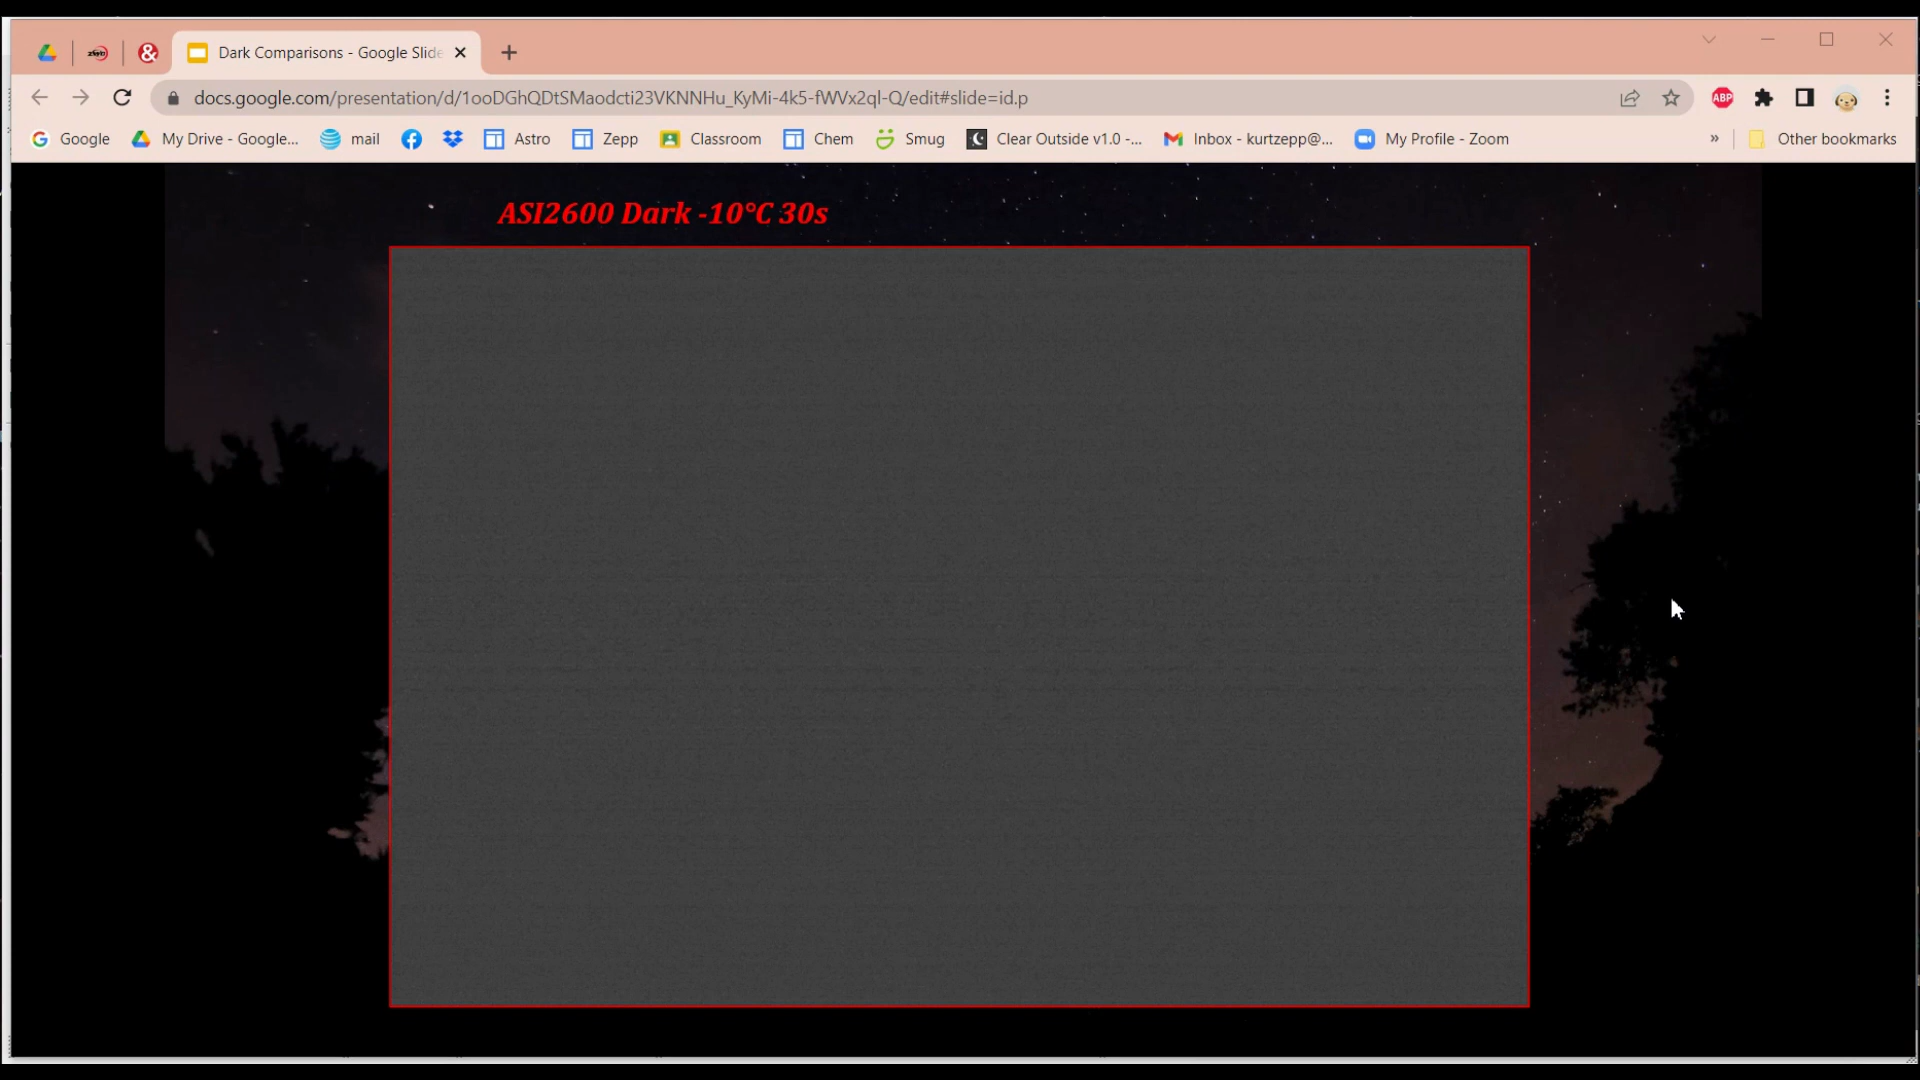 Dark Comparisons - Google Slide
docs.google.com/presentation/d/1ooDGhQDtSMaodcti23VKNNHu_KyMi-4k5-fWVx2ql-Q/edit#slide=id.p
ABP
Google My Drive - Google... mail Astro Zepp Classroom Chem Smug Clear Outside v1.0 -... Inbox - kurtzepp@... My Profile - Zoom » Other bookmarks
ASI2600 Dark -10°C 30s